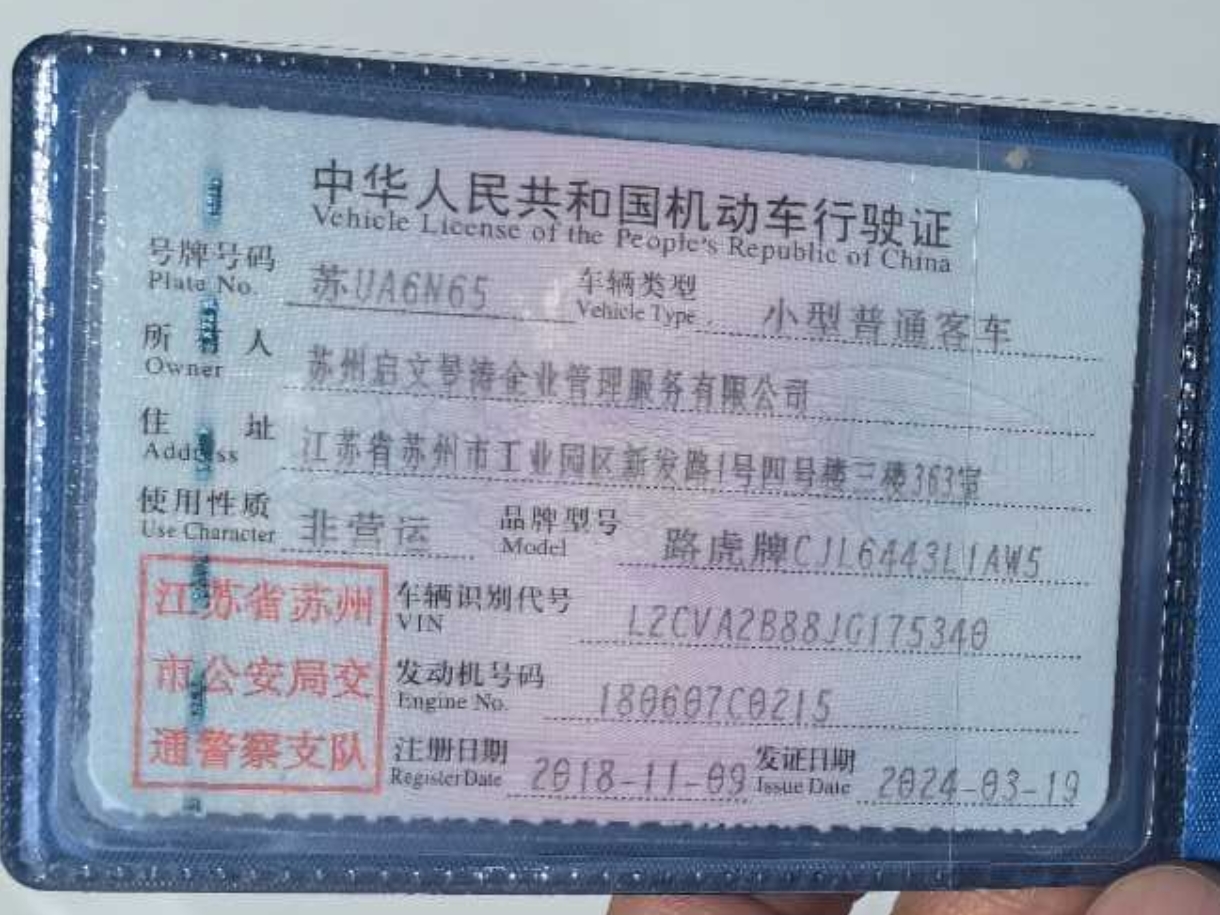 中华人民共和国机动车行驶证
Vehicle License of the People's Republic of China
号牌号码 苏UA6N65 车辆类型 小型普通客车
Plate No. Vehicle Type
所有人 苏州启文譽涛企业管理服务有限公司
Owner
住址 江苏省苏州市工业园区新发路1号四号楼三楼363室
Address
使用性质 非营运 品牌型号 路虎牌CJL6443L1AW5
Use Character Model
江苏省苏州
市公安局交
通警察支队
车辆识别代号 L2CVA2B88JG175340
VIN
发动机号码 180607C0215
Engine No.
注册日期 2018-11-09 发证日期 2024-03-19
Register Date Issue Date